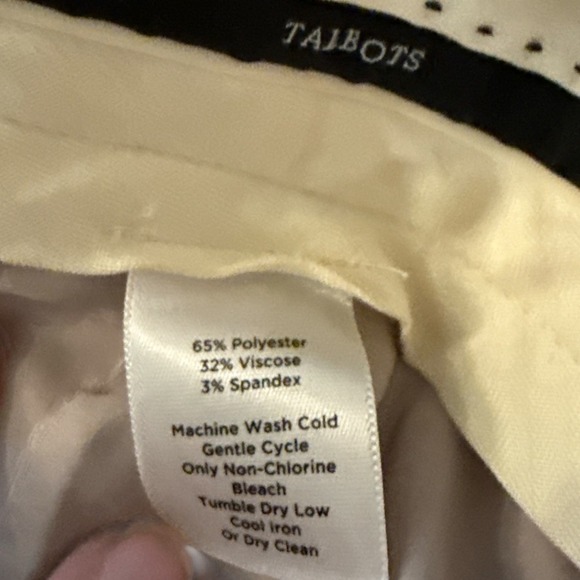 TALBOTS
65% Polyester
32% Viscose
3% Spandex
Machine Wash Cold
Gentle Cycle
Only Non-Chlorine
Bleach
Tumble Dry Low
Cool Iron
Or Dry Clean